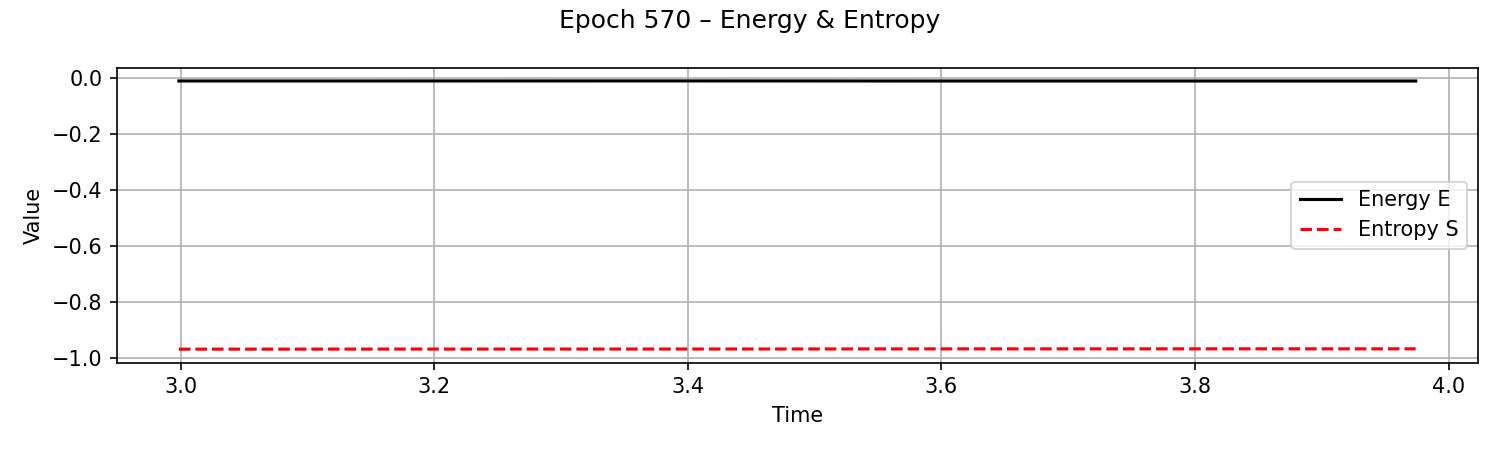 Epoch 570 – Energy & Entropy
0.0
−0.2
−0.4
−0.6
−0.8
−1.0
Value
Energy E
Entropy S
3.0 3.2 3.4 3.6 3.8 4.0
Time